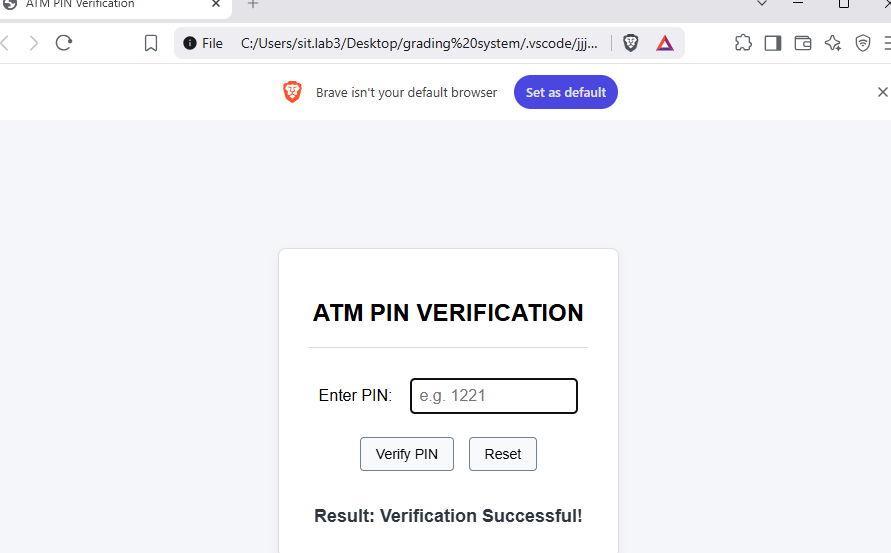 ATM PIN Verification
File C:/Users/sit.lab3/Desktop/grading%20system/.vscode/jjj...
Brave isn't your default browser Set as default
ATM PIN VERIFICATION
Enter PIN: e.g. 1221
Verify PIN Reset
Result: Verification Successful!